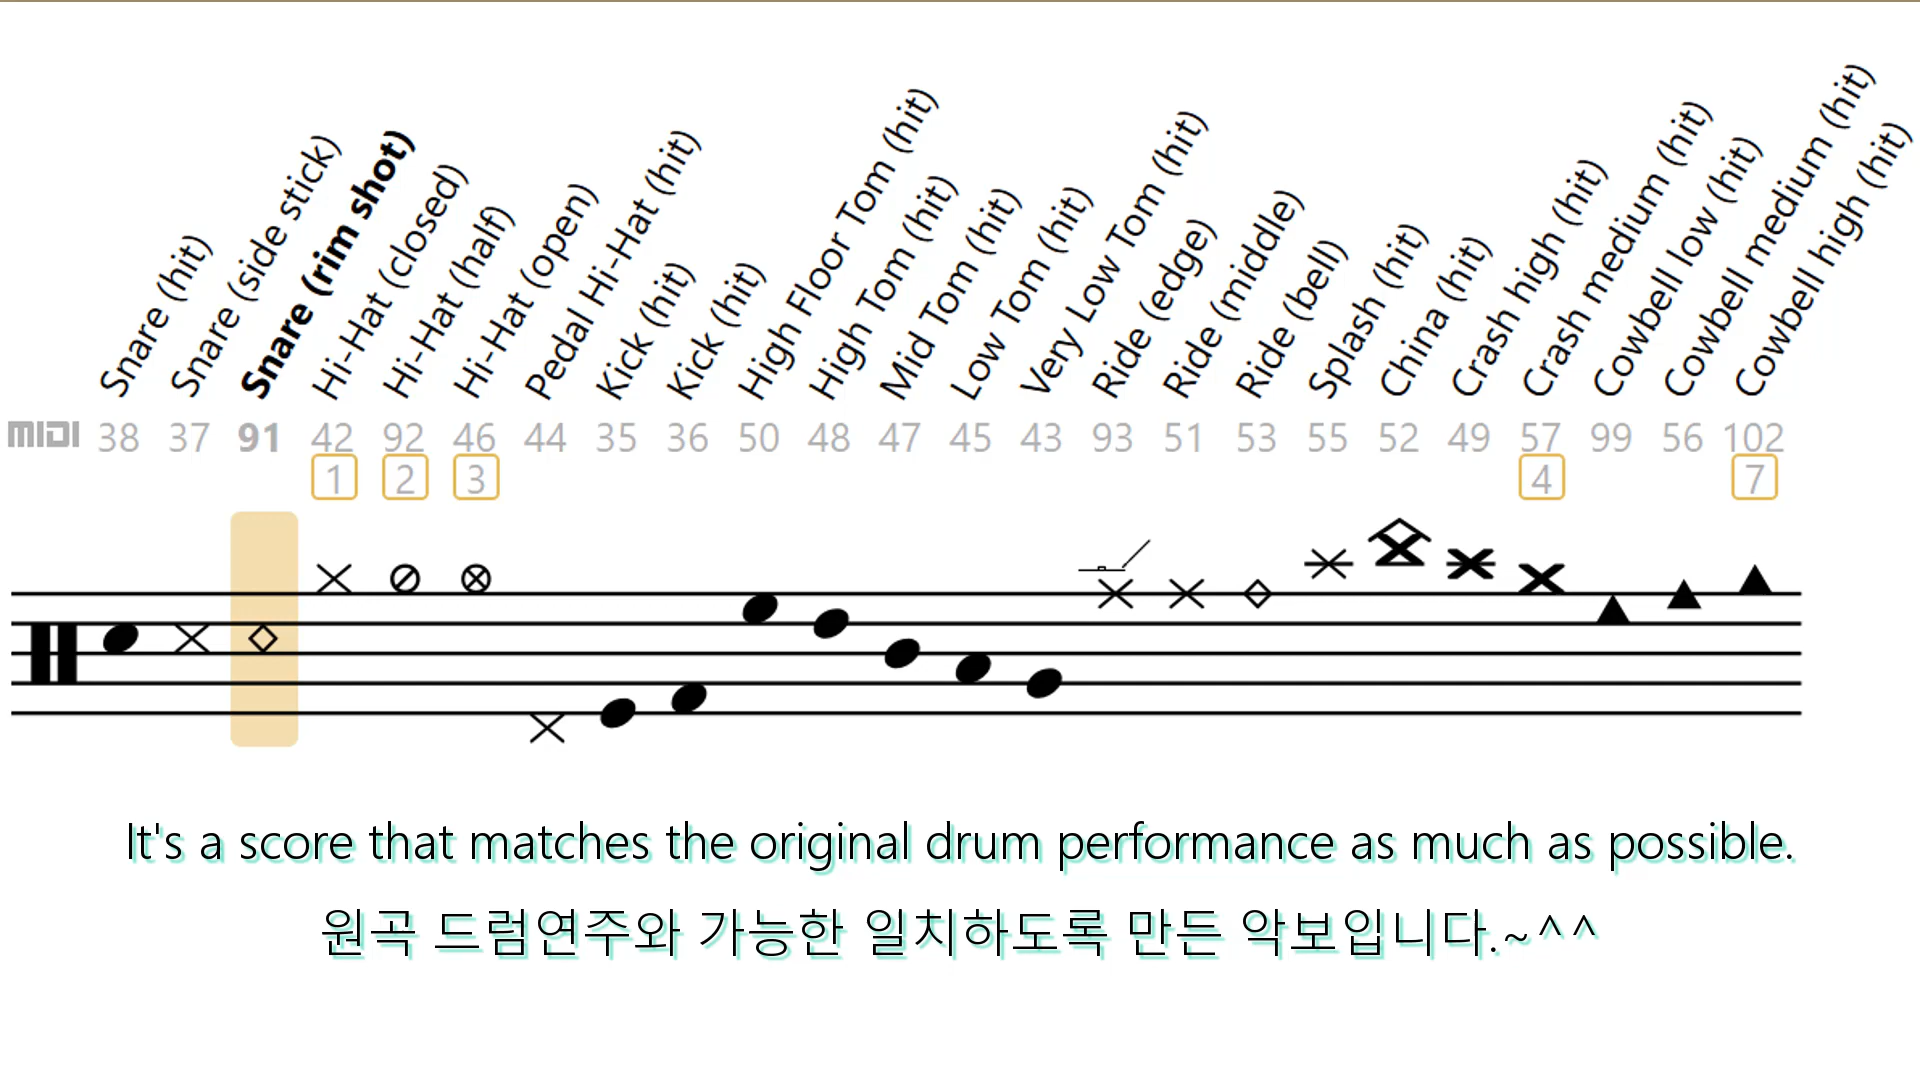 Snare (hit)
Snare (side stick)
Snare (rim shot)
Hi-Hat (closed)
Hi-Hat (half)
Hi-Hat (open)
Pedal Hi-Hat (hit)
Kick (hit)
Kick (hit)
High Floor Tom (hit)
High Tom (hit)
Mid Tom (hit)
Low Tom (hit)
Very Low Tom (hit)
Ride (edge)
Ride (middle)
Ride (bell)
Splash (hit)
China (hit)
Crash high (hit)
Crash medium (hit)
Cowbell low (hit)
Cowbell medium (hit)
Cowbell high (hit)
MIDI 38 37 91 42 92 46 44 35 36 50 48 47 45 43 93 51 53 55 52 49 57 99 56 102
1 2 3 4 7
It's a score that matches the original drum performance as much as possible.
원곡 드럼연주와 가능한 일치하도록 만든 악보입니다.~^^